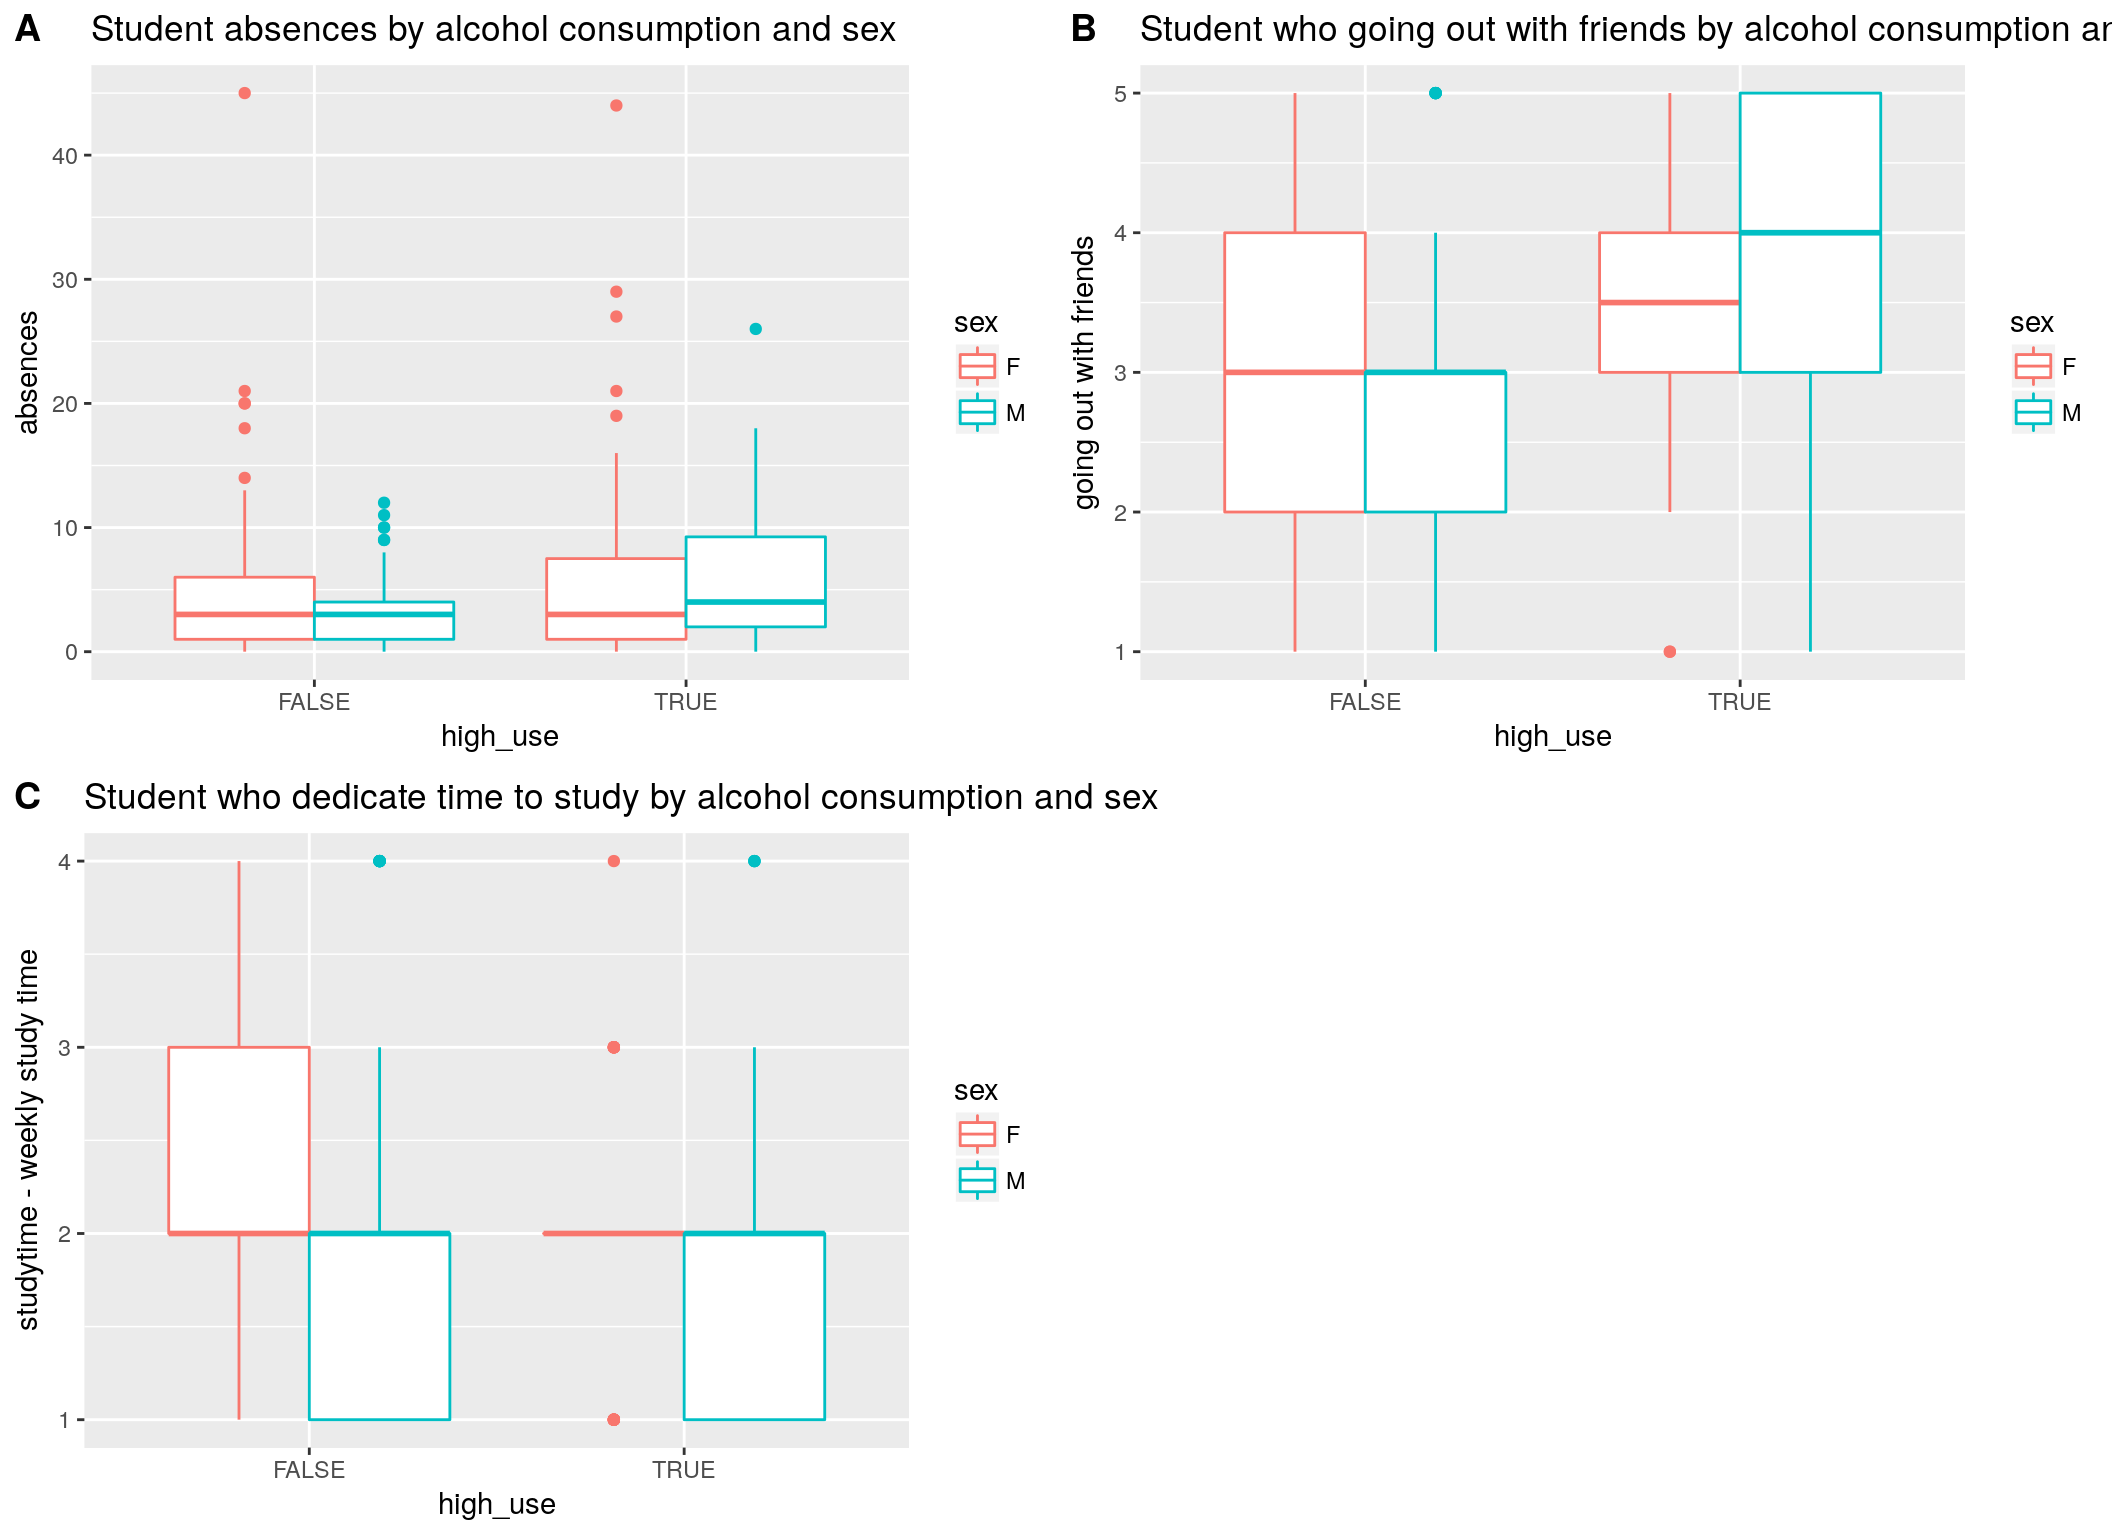 A Student absences by alcohol consumption and sex
absences
40
30
20
10
0
FALSE TRUE
high_use
sex
F
M
B Student who going out with friends by alcohol consumption an
going out with friends
5
4
3
2
1
FALSE TRUE
high_use
sex
F
M
C Student who dedicate time to study by alcohol consumption and sex
studytime - weekly study time
4
3
2
1
FALSE TRUE
high_use
sex
F
M